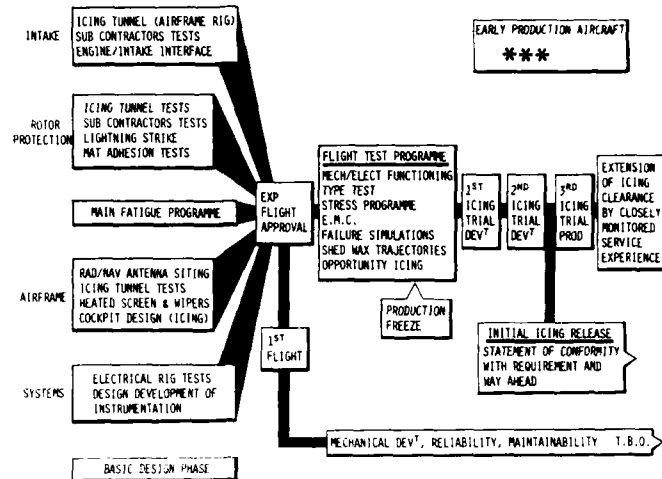 INTAKE
ICING TUNNEL (AIRFRAME RIG)
SUB CONTRACTORS TESTS
ENGINE/INTAKE INTERFACE
EARLY PRODUCTION AIRCRAFT
***
ROTOR
PROTECTION
ICING TUNNEL TESTS
SUB CONTRACTORS TESTS
LIGHTNING STRIKE
MAT ADHESION TESTS
MAIN FATIGUE PROGRAMME
EXP
FLIGHT
APPROVAL
FLIGHT TEST PROGRAMME
MECH/ELECT FUNCTIONING
TYPE TEST
STRESS PROGRAMME
E.M.C.
FAILURE SIMULATIONS
SHED WAX TRAJECTORIES
OPPORTUNITY ICING
1ST
ICING
TRIAL
DEVT
2ND
ICING
TRIAL
DEVT
3RD
ICING
TRIAL
PROD
EXTENSION
OF ICING
CLEARANCE
BY CLOSELY
MONITORED
SERVICE
EXPERIENCE
AIRFRAME
RAD/NAV ANTENNA SITING
ICING TUNNEL TESTS
HEATED SCREEN & WIPERS
COCKPIT DESIGN (ICING)
PRODUCTION
FREEZE
1ST
FLIGHT
INITIAL ICING RELEASE
STATEMENT OF CONFORMITY
WITH REQUIREMENT AND
WAY AHEAD
SYSTEMS
ELECTRICAL RIG TESTS
DESIGN DEVELOPMENT OF
INSTRUMENTATION
MECHANICAL DEVT, RELIABILITY, MAINTAINABILITY T.B.O.
BASIC DESIGN PHASE